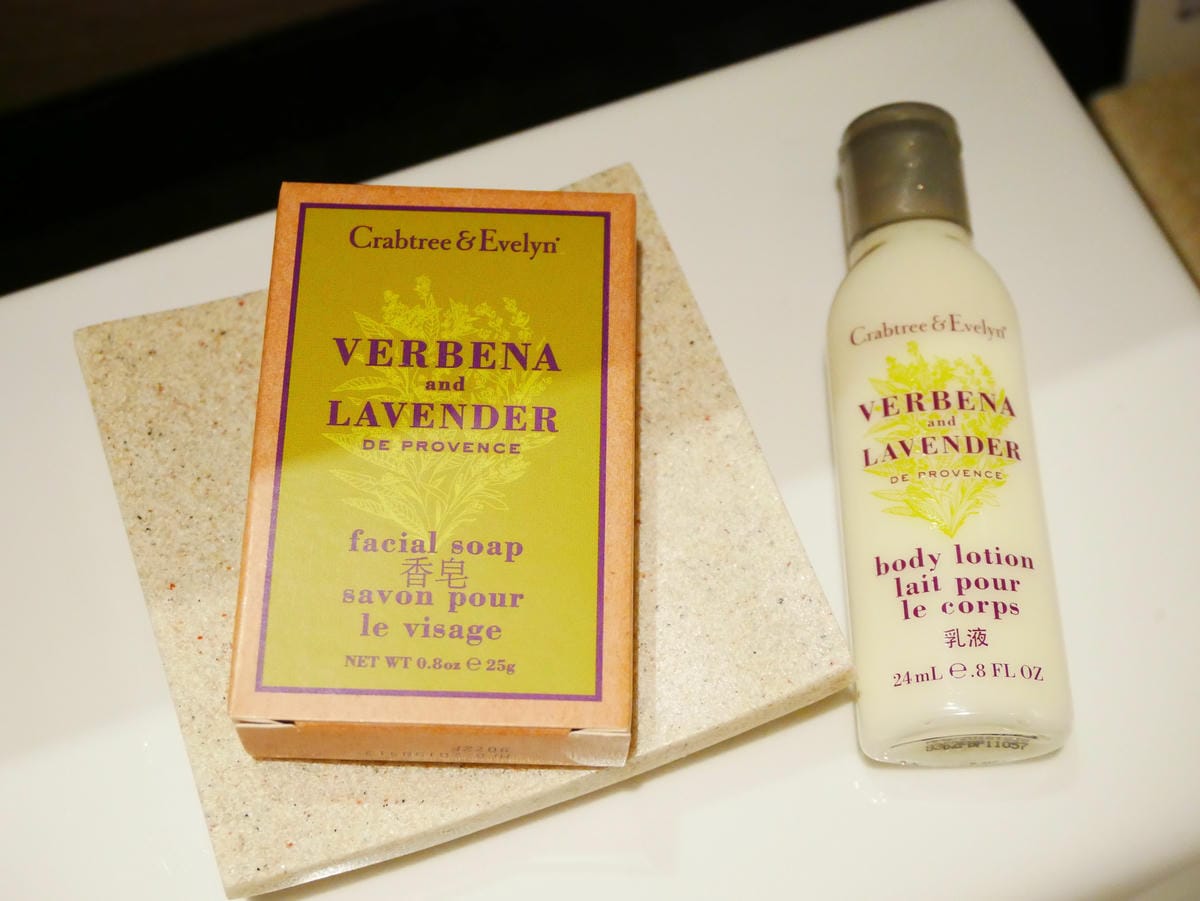 Crabtree & Evelyn
VERBENA
and
LAVENDER
DE PROVENCE
facial soap
香皂
savon pour
le visage
NET WT 0.8oz ℮ 25g
Crabtree & Evelyn
VERBENA
and
LAVENDER
DE PROVENCE
body lotion
lait pour
le corps
乳液
24mL ℮ .8 FL OZ